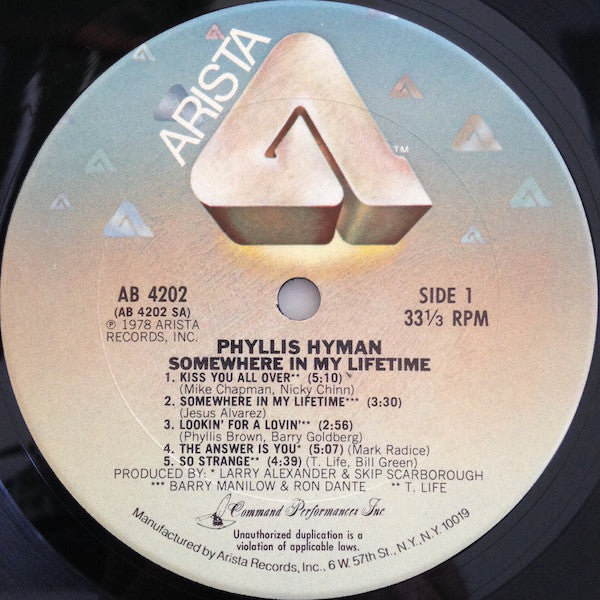 ARISTA
TM
AB 4202
(AB 4202 SA)
℗ 1978 ARISTA
RECORDS, INC.
SIDE 1
33⅓ RPM
PHYLLIS HYMAN
SOMEWHERE IN MY LIFETIME
1. KISS YOU ALL OVER** (5:10)
(Mike Chapman, Nicky Chinn)
2. SOMEWHERE IN MY LIFETIME*** (3:30)
(Jesus Alvarez)
3. LOOKIN' FOR A LOVIN'** (2:56)
(Phyllis Brown, Barry Goldberg)
4. THE ANSWER IS YOU* (5:07) (Mark Radice)
5. SO STRANGE** (4:39) (T. Life, Bill Green)
PRODUCED BY: * LARRY ALEXANDER & SKIP SCARBOROUGH
*** BARRY MANILOW & RON DANTE ** T. LIFE
Command Performances Inc
Unauthorized duplication is a
violation of applicable laws.
Manufactured by Arista Records, Inc., 6 W. 57th St., N.Y., N.Y. 10019